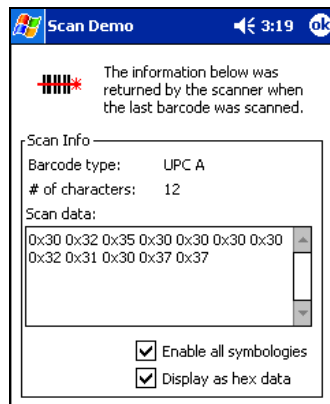 Scan Demo 3:19 ok
The information below was
returned by the scanner when
the last barcode was scanned.
Scan Info
Barcode type: UPC A
# of characters: 12
Scan data:
0x30 0x32 0x35 0x30 0x30 0x30 0x30
0x32 0x31 0x30 0x37 0x37
Enable all symbologies
Display as hex data